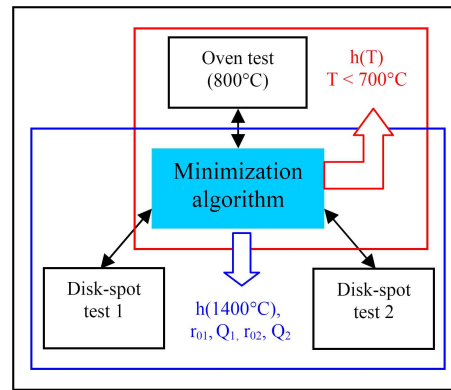 Oven test
(800°C)
h(T)
T < 700°C
Minimization
algorithm
Disk-spot
test 1
h(1400°C),
r₀₁, Q₁, r₀₂, Q₂
Disk-spot
test 2